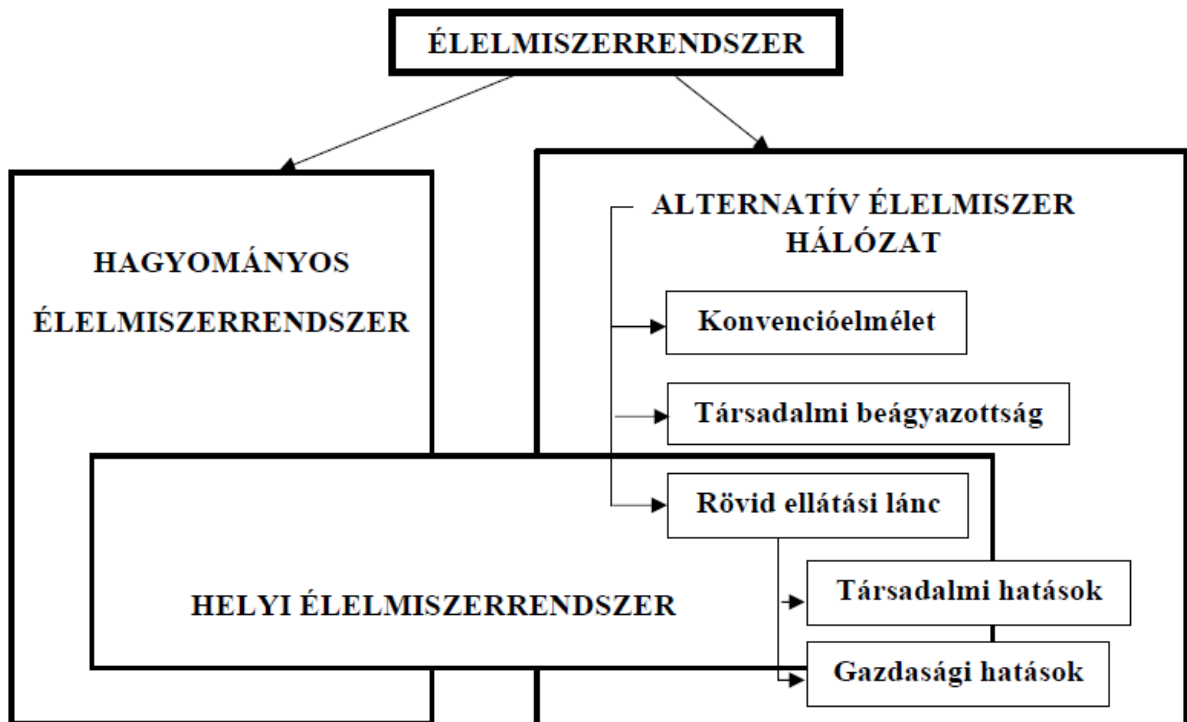 ÉLELMISZERRENDSZER
HAGYOMÁNYOS
ÉLELMISZERRENDSZER
ALTERNATÍV ÉLELMISZER
HÁLÓZAT
Konvencióelmélet
Társadalmi beágyazottság
Rövid ellátási lánc
HELYI ÉLELMISZERRENDSZER
Társadalmi hatások
Gazdasági hatások